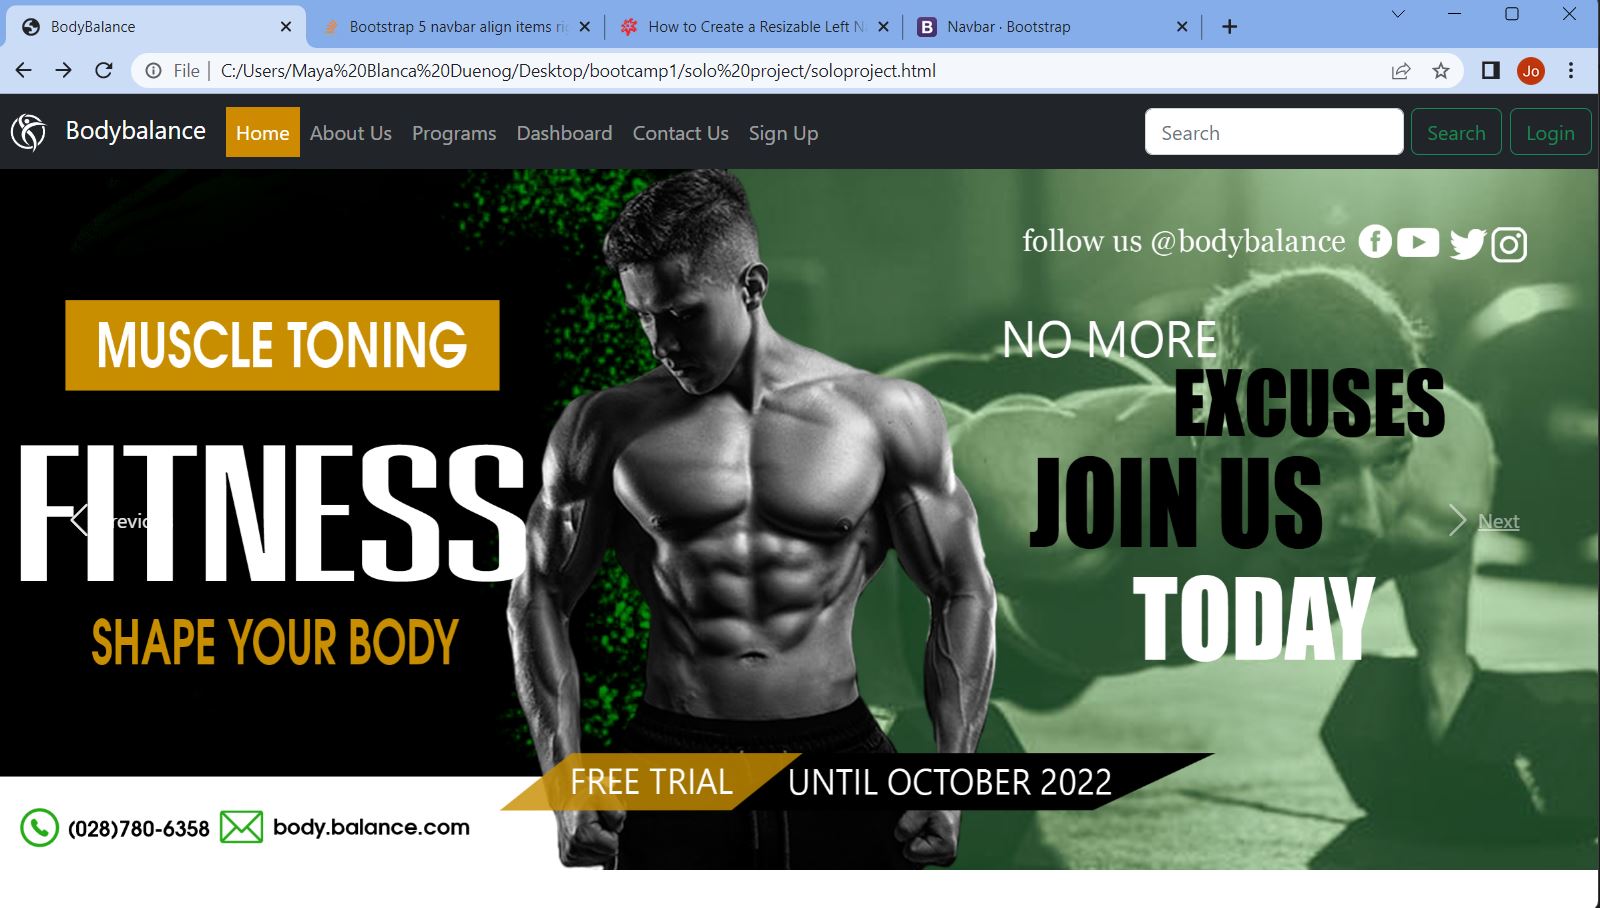 BodyBalance
Bootstrap 5 navbar align items
How to Create a Resizable Left
Navbar · Bootstrap
File
C:/Users/Maya%20Blanca%20Duenog/Desktop/bootcamp1/solo%20project/soloproject.html
Jo
Bodybalance
Home
About Us
Programs
Dashboard
Contact Us
Sign Up
Search
Search
Login
follow us @bodybalance
MUSCLE TONING
FITNESS
SHAPE YOUR BODY
NO MORE
EXCUSES
JOIN US
TODAY
Next
FREE TRIAL
UNTIL OCTOBER 2022
(028)780-6358
body.balance.com